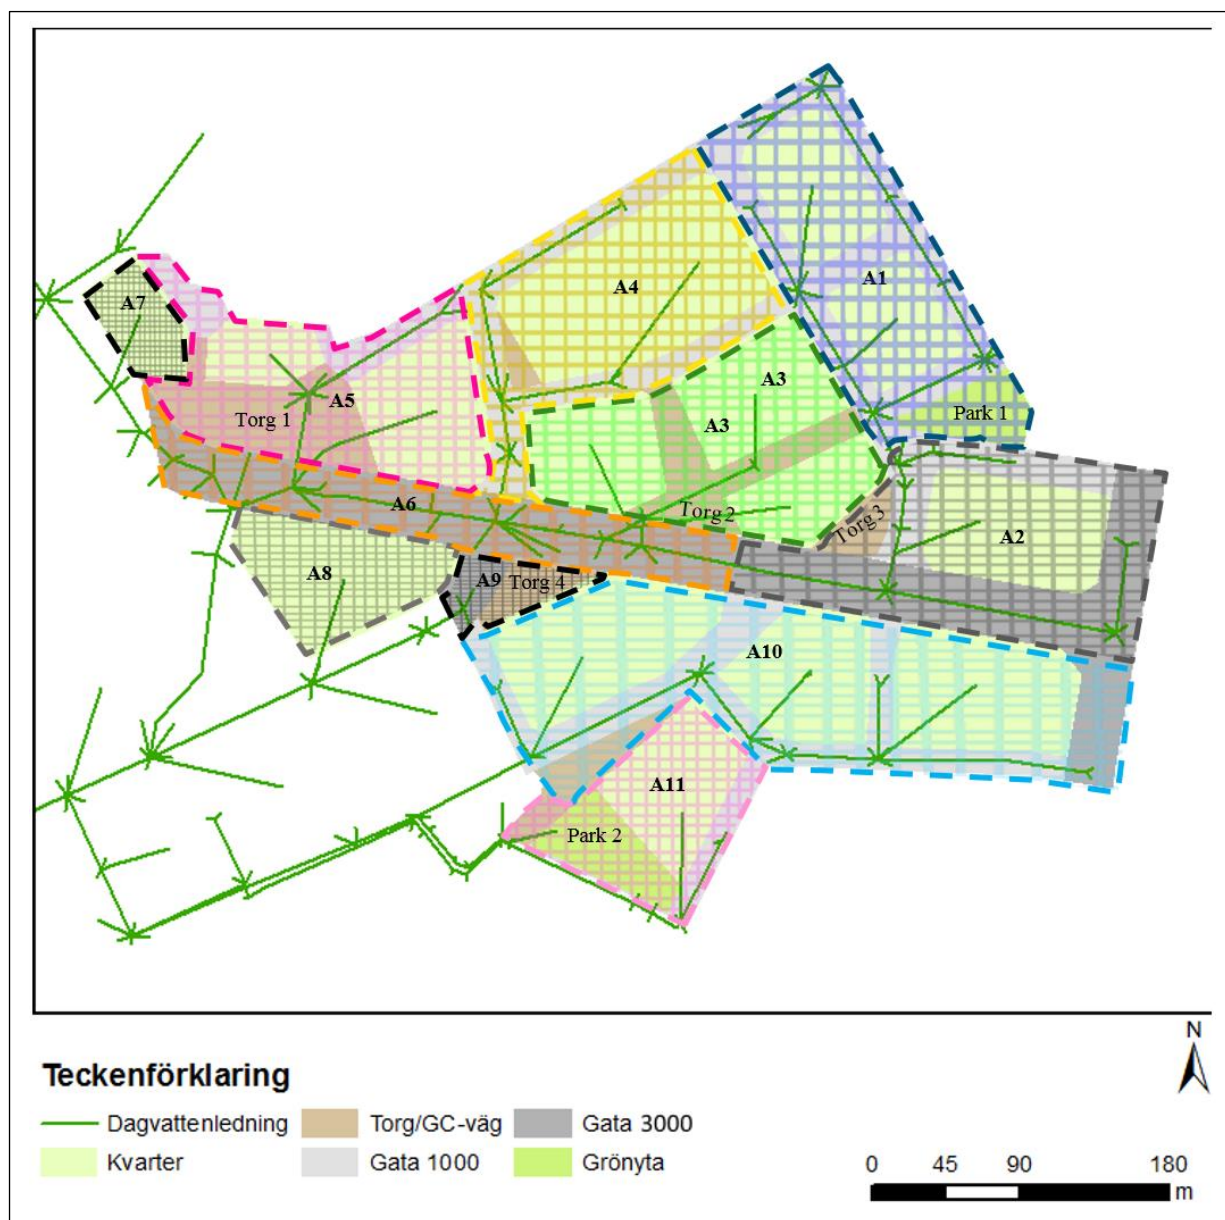 A7
A4
A1
A3
A5
A3
Torg 1
Park 1
A6
Torg 2
Torg 3
A2
A8
A9
Torg 4
A10
A11
Park 2
N
Teckenförklaring
Dagvattenledning
Torg/GC-väg
Gata 3000
Kvarter
Gata 1000
Grönyta
0 45 90 180
m